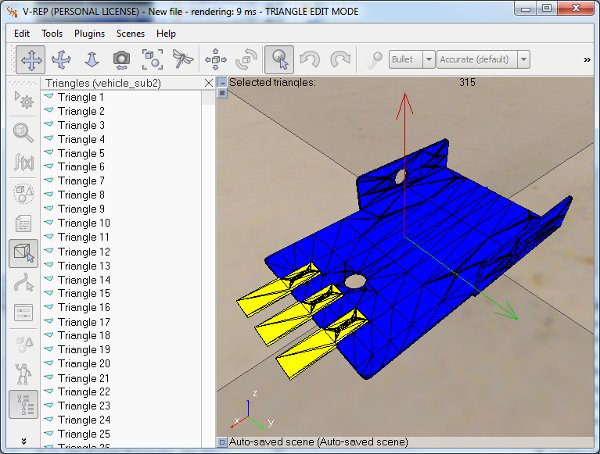 V-REP (PERSONAL LICENSE) - New file - rendering: 9 ms - TRIANGLE EDIT MODE
Edit Tools Plugins Scenes Help
Bullet Accurate (default) »
Triangles (vehicle_sub2)
Selected triangles: 315
Triangle 1
Triangle 2
Triangle 3
Triangle 4
Triangle 5
Triangle 6
Triangle 7
Triangle 8
Triangle 9
Triangle 10
Triangle 11
Triangle 12
Triangle 13
Triangle 14
Triangle 15
Triangle 16
Triangle 17
Triangle 18
Triangle 19
Triangle 20
Triangle 21
Triangle 22
Triangle 23
Triangle 24
Triangle 25
f(x)
z
x
y
Auto-saved scene (Auto-saved scene)